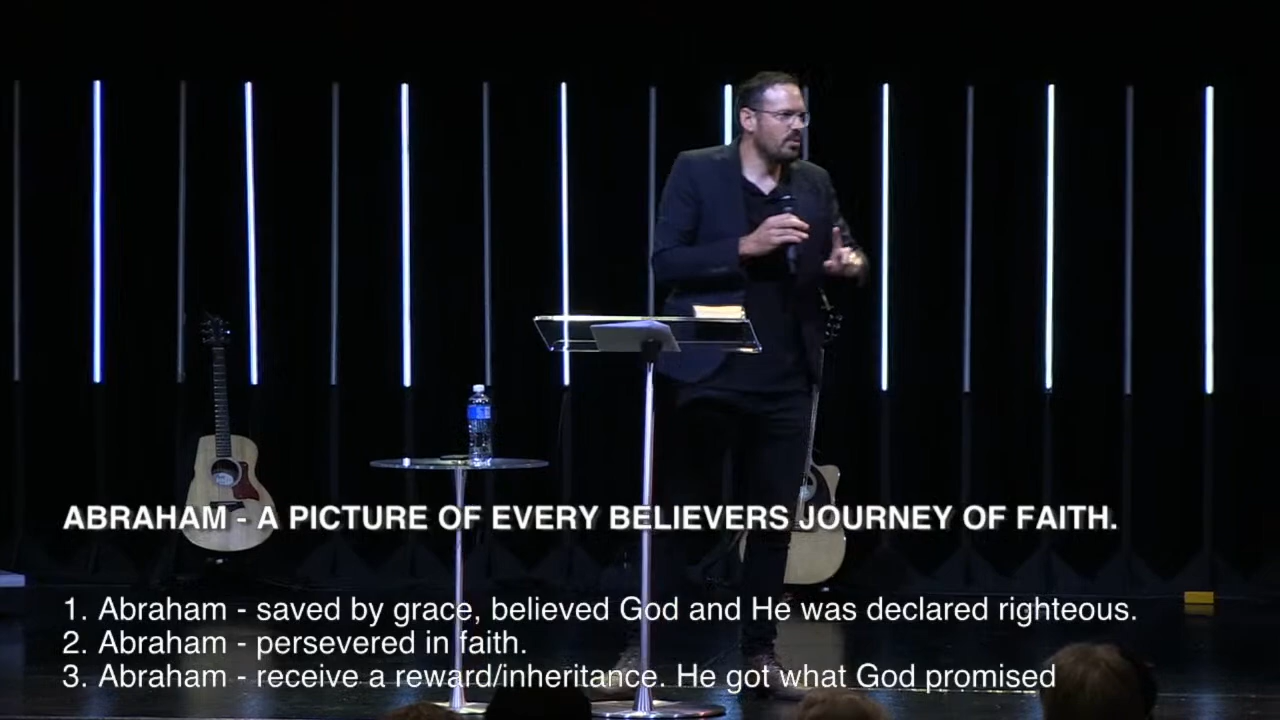 ABRAHAM - A PICTURE OF EVERY BELIEVERS JOURNEY OF FAITH.
1. Abraham - saved by grace, believed God and He was declared righteous.
2. Abraham - persevered in faith.
3. Abraham - receive a reward/inheritance. He got what God promised